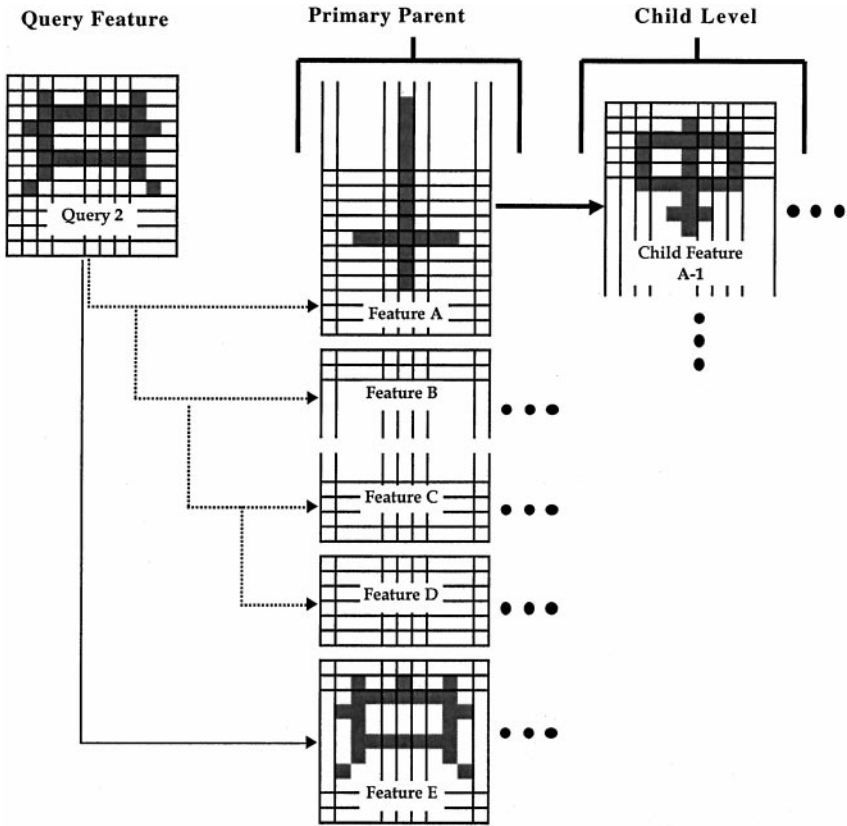 Query Feature
Primary Parent
Child Level
Query 2
Feature A
Child Feature
A-1
Feature B
Feature C
Feature D
Feature E